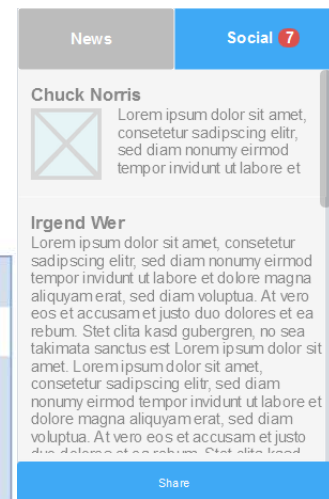 News
Social 7
Chuck Norris
Lorem ipsum dolor sit amet,
consetetur sadipscing elitr,
sed diam nonumy eirmod
tempor invidunt ut labore et
Irgend Wer
Lorem ipsum dolor sit amet, consetetur
sadipscing elitr, sed diam nonumy eirmod
tempor invidunt ut labore et dolore magna
aliquyam erat, sed diam voluptua. At vero
eos et accusam et justo duo dolores et ea
rebum. Stet clita kasd gubergren, no sea
takimata sanctus est Lorem ipsum dolor sit
amet. Lorem ipsum dolor sit amet,
consetetur sadipscing elitr, sed diam
nonumy eirmod tempor invidunt ut labore et
dolore magna aliquyam erat, sed diam
voluptua. At vero eos et accusam et justo
Share